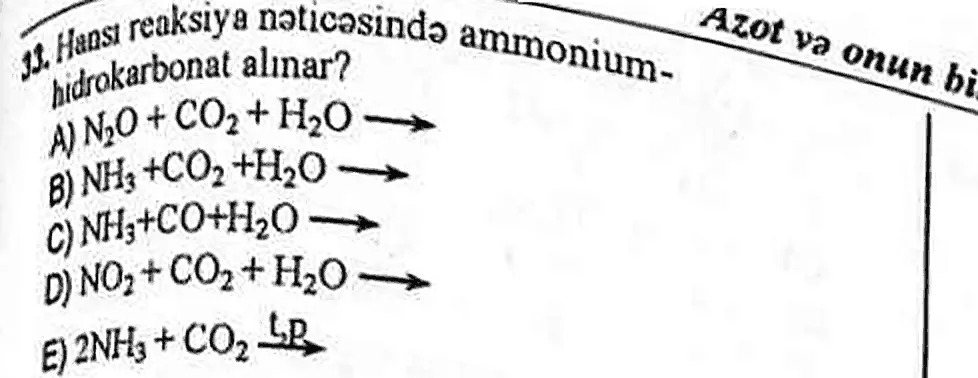 Azot və onun bi
33. Hansı reaksiya nəticəsində ammonium-
hidrokarbonat alınar?
A) N₂O + CO₂ + H₂O ⟶
B) NH₃ +CO₂ +H₂O ⟶
C) NH₃+CO+H₂O ⟶
D) NO₂ + CO₂ + H₂O ⟶
E) 2NH₃ + CO₂ t,p⟶